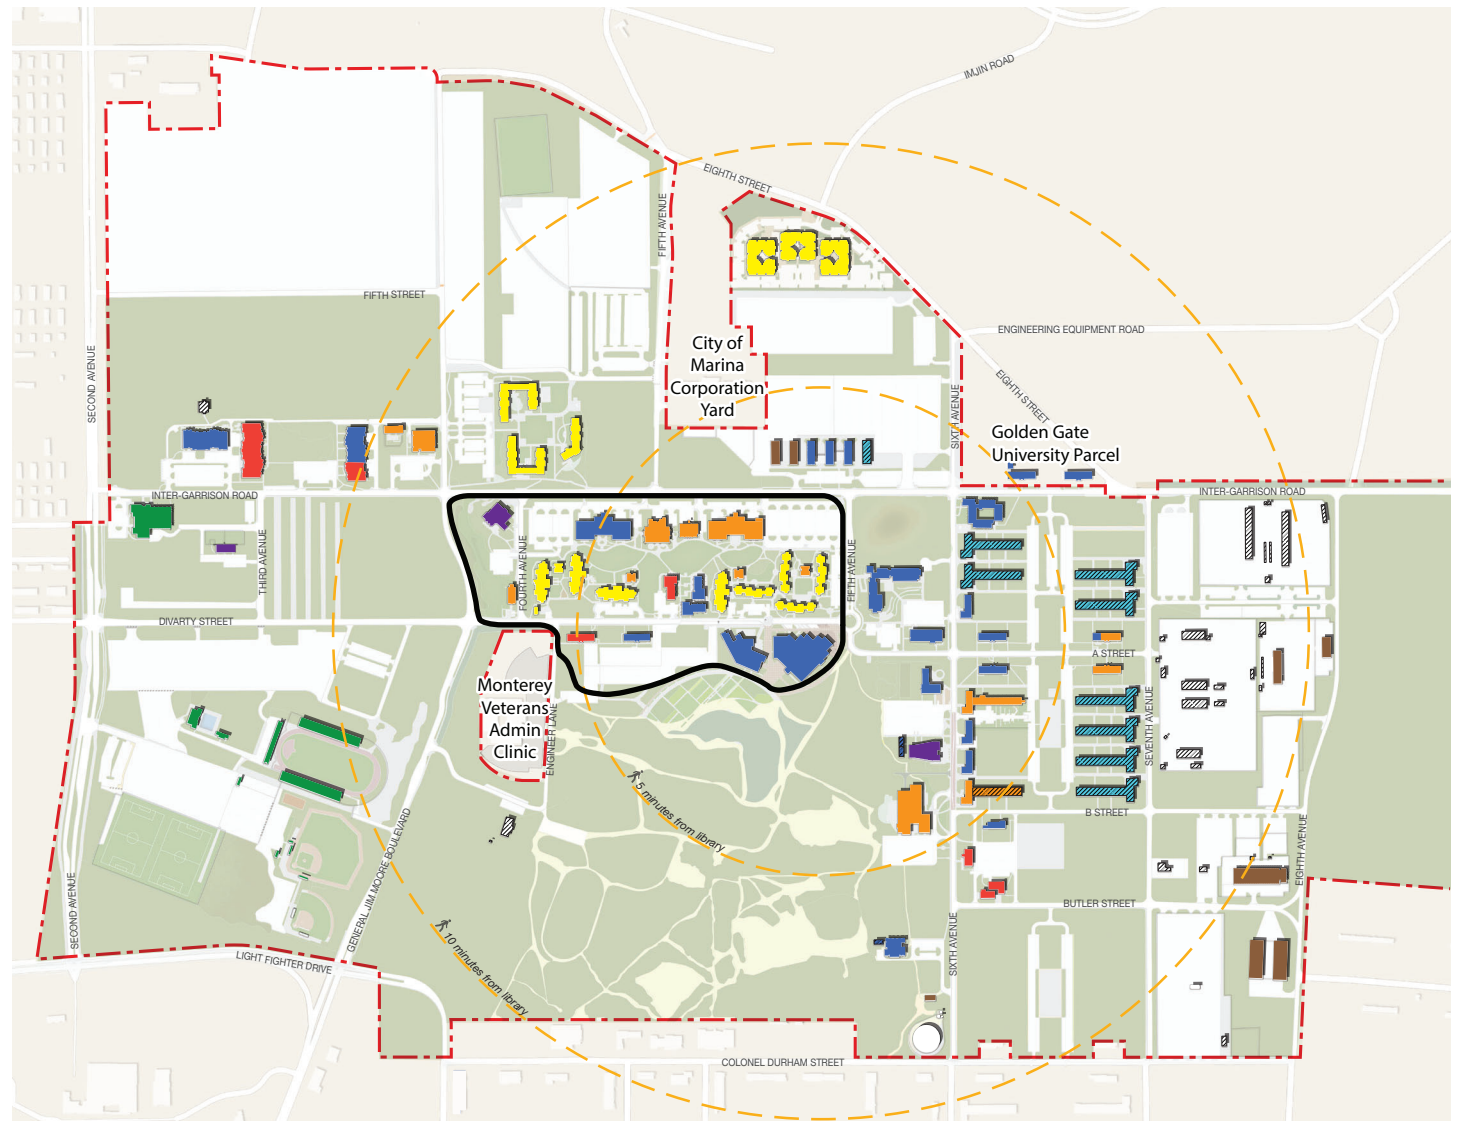 IMJIN ROAD
EIGHTH STREET
FIFTH AVENUE
FIFTH STREET
ENGINEERING EQUIPMENT ROAD
City of
Marina
Corporation
Yard
SECOND AVENUE
EIGHTH STREET
SIXTH AVENUE
Golden Gate
University Parcel
INTER-GARRISON ROAD
INTER-GARRISON ROAD
THIRD AVENUE
FOURTH AVENUE
FIFTH AVENUE
DIVARTY STREET
A STREET
Monterey
Veterans
Admin
Clinic
ENGINEER LANE
SEVENTH AVENUE
5 minutes from library
B STREET
GENERAL JIM MOORE BOULEVARD
EIGHTH AVENUE
SECOND AVENUE
BUTLER STREET
10 minutes from library
SIXTH AVENUE
LIGHT FIGHTER DRIVE
COLONEL DURHAM STREET